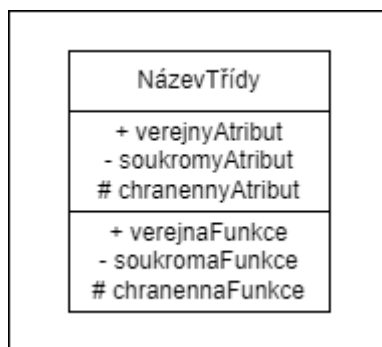 NázevTřídy
+ verejnyAtribut
- soukromyAtribut
# chranennyAtribut
+ verejnaFunkce
- soukromaFunkce
# chranennaFunkce